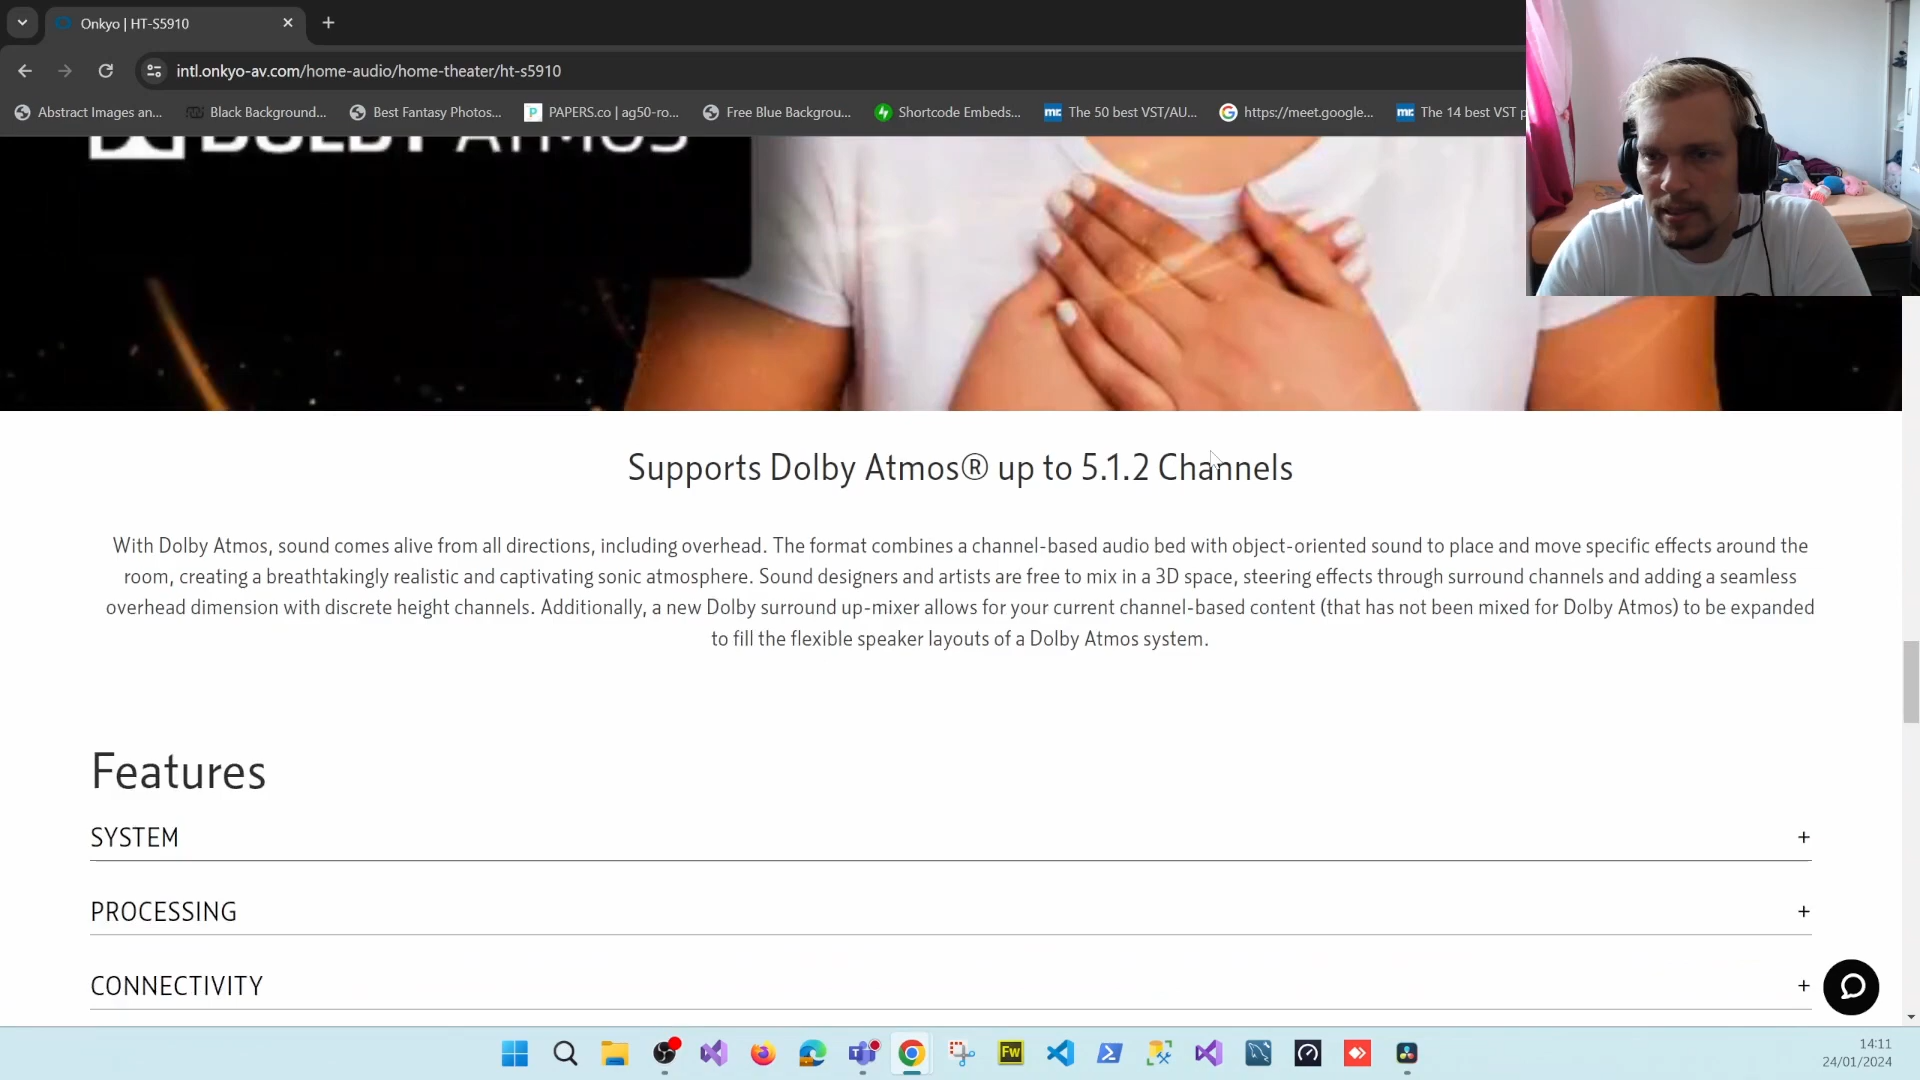 Onkyo | HT-S5910
intl.onkyo-av.com/home-audio/home-theater/ht-s5910
Abstract Images an...
Black Background...
Best Fantasy Photos...
PAPERS.co | ag50-ro...
Free Blue Backgrou...
Shortcode Embeds...
The 50 best VST/AU...
https://meet.google...
The 14 best VST p
DOLBY ATMOS
Supports Dolby Atmos® up to 5.1.2 Channels
With Dolby Atmos, sound comes alive from all directions, including overhead. The format combines a channel-based audio bed with object-oriented sound to place and move specific effects around the
room, creating a breathtakingly realistic and captivating sonic atmosphere. Sound designers and artists are free to mix in a 3D space, steering effects through surround channels and adding a seamless
overhead dimension with discrete height channels. Additionally, a new Dolby surround up-mixer allows for your current channel-based content (that has not been mixed for Dolby Atmos) to be expanded
to fill the flexible speaker layouts of a Dolby Atmos system.
Features
SYSTEM +
PROCESSING +
CONNECTIVITY +
Fw
14:11
24/01/2024